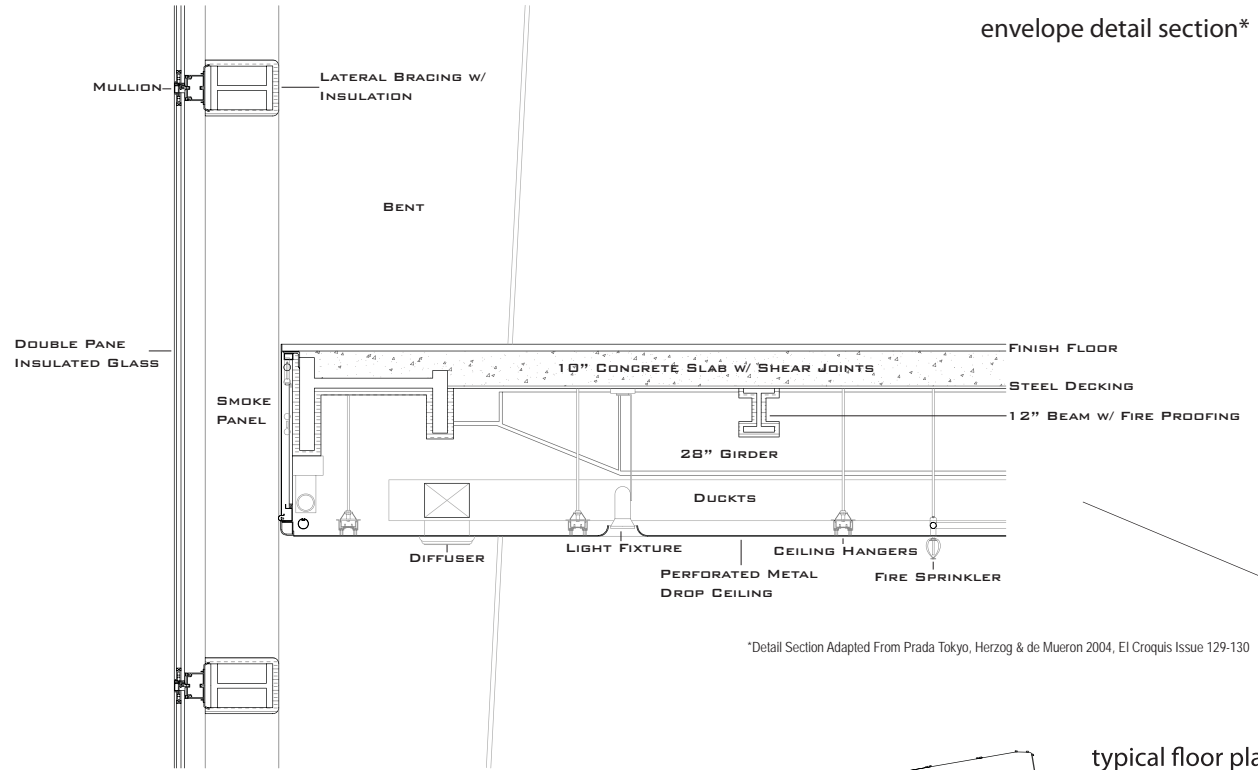 envelope detail section*
Mullion
Lateral Bracing w/
Insulation
Bent
Double Pane
Insulated Glass
Finish Floor
10" Concrete Slab w/ Shear Joints
Steel Decking
Smoke
Panel
12" Beam w/ Fire Proofing
28" Girder
Duckts
Diffuser
Light Fixture
Ceiling Hangers
Perforated Metal
Drop Ceiling
Fire Sprinkler
*Detail Section Adapted From Prada Tokyo, Herzog & de Mueron 2004, El Croquis Issue 129-130
typical floor pla